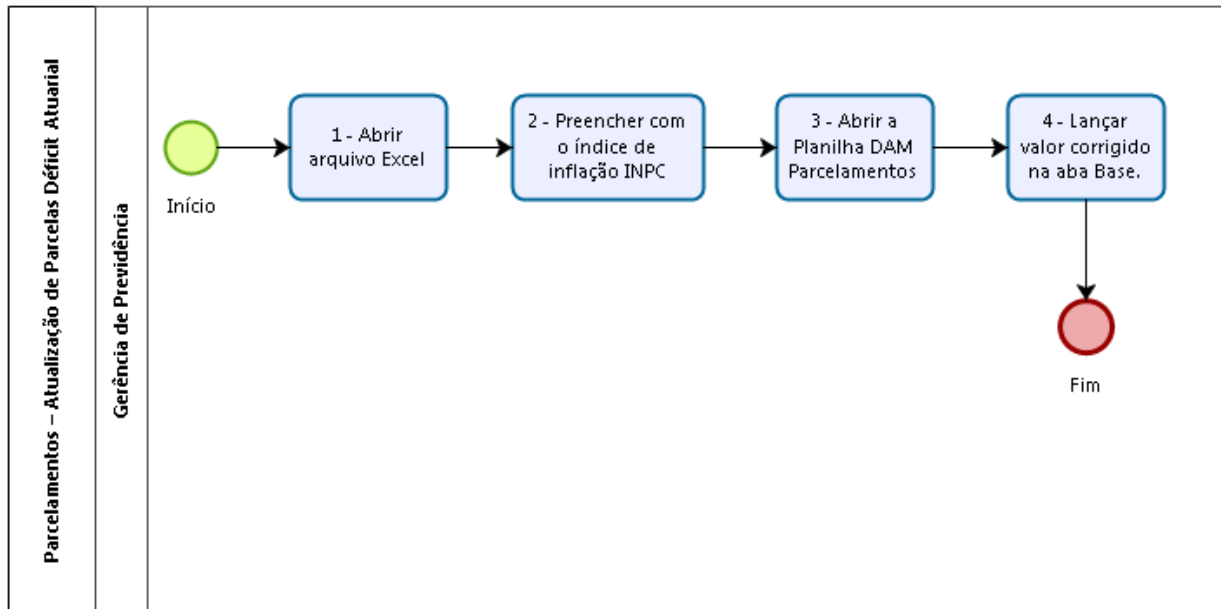 Parcelamentos – Atualização de Parcelas Déficit Atuarial
Gerência de Previdência
Início
1 - Abrir
arquivo Excel
2 - Preencher com
o índice de
inflação INPC
3 - Abrir a
Planilha DAM
Parcelamentos
4 - Lançar
valor corrigido
na aba Base.
Fim